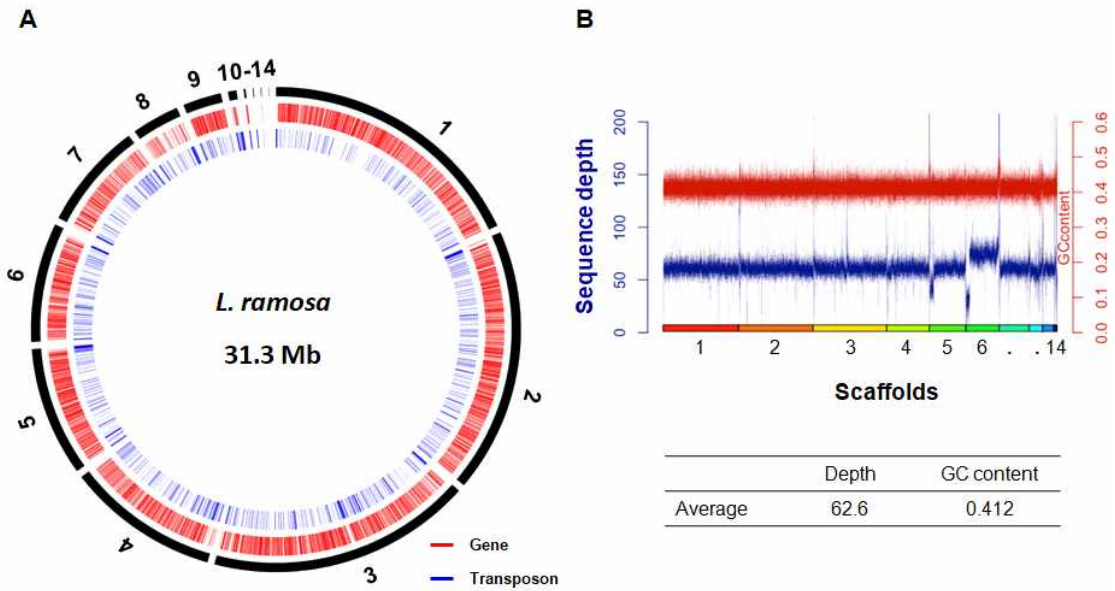 A
1
2
3
4
5
6
7
8
9
10-14
L. ramosa
31.3 Mb
Gene
Transposon
B
Sequence depth
200
150
100
50
0
0.6
0.5
0.4
0.3
0.2
0.1
0.0
GCcontent
1 2 3 4 5 6 . . 14
Scaffolds
Depth GC content
Average 62.6 0.412